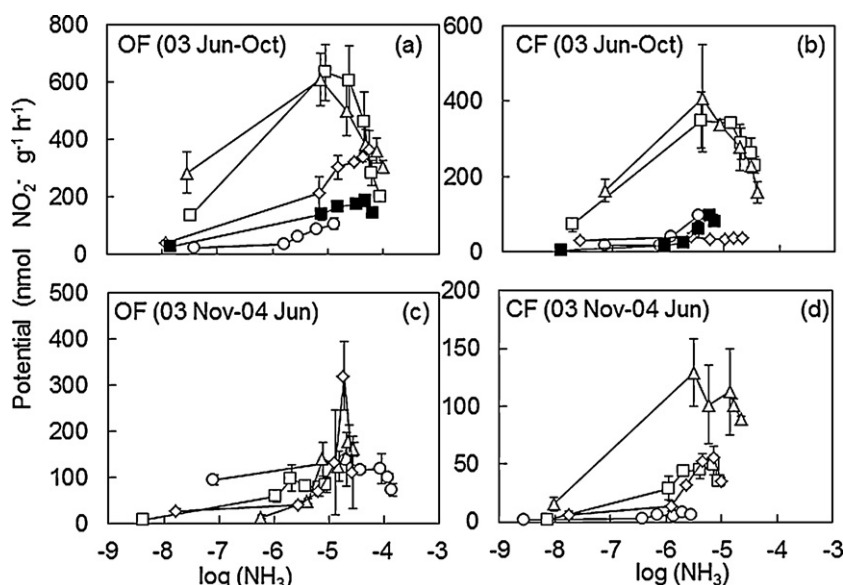 Potential (nmol NO₂⁻ g⁻¹ h⁻¹)
OF (03 Jun-Oct) (a)
800
600
400
200
0
CF (03 Jun-Oct) (b)
600
400
200
0
OF (03 Nov-04 Jun) (c)
500
400
300
200
100
0
-9 -8 -7 -6 -5 -4 -3
log (NH₃)
CF (03 Nov-04 Jun) (d)
200
150
100
50
0
-9 -8 -7 -6 -5 -4 -3
log (NH₃)